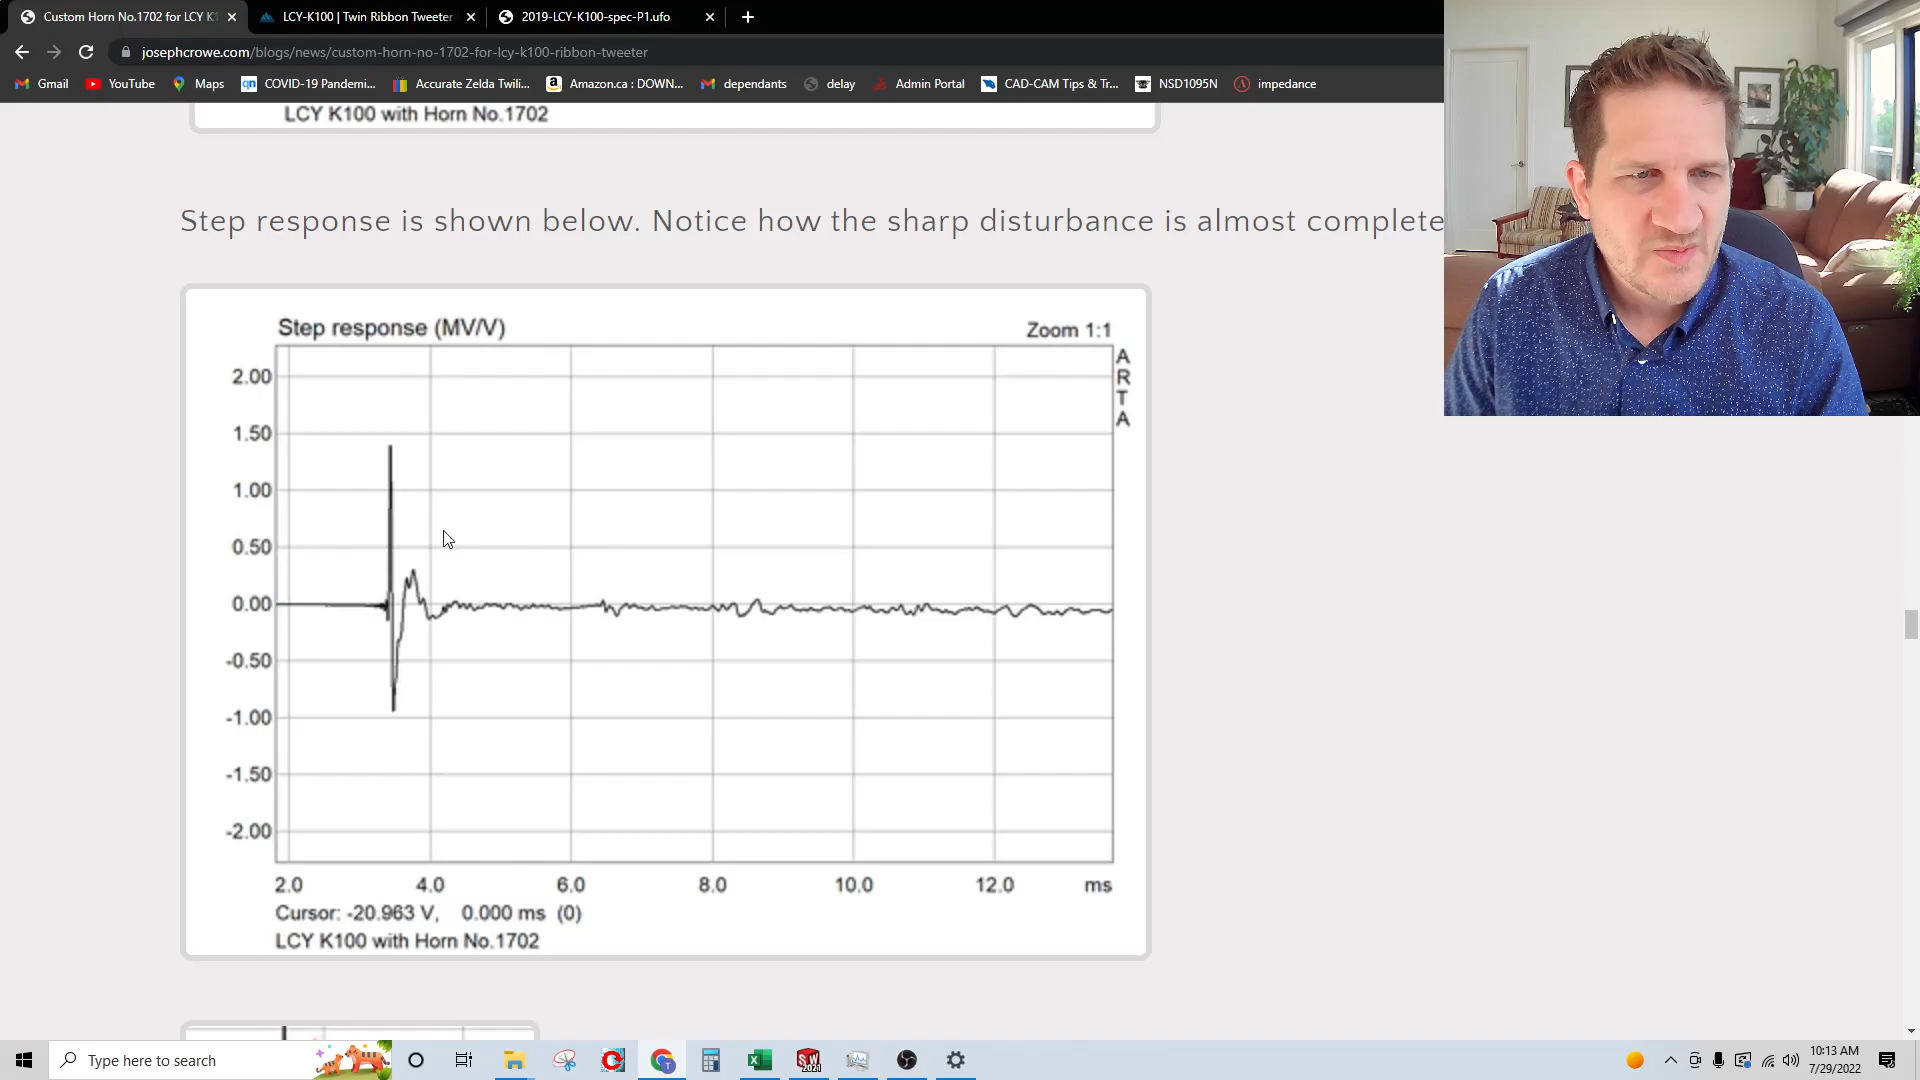 Custom Horn No.1702 for LCY K1
LCY-K100 | Twin Ribbon Tweeter
2019-LCY-K100-spec-P1.ufo
josephcrowe.com/blogs/news/custom-horn-no-1702-for-lcy-k100-ribbon-tweeter
Gmail
YouTube
Maps
COVID-19 Pandemi...
Accurate Zelda Twili...
Amazon.ca : DOWN...
dependants
delay
Admin Portal
CAD-CAM Tips & Tr...
NSD1095N
impedance
LCY K100 with Horn No.1702
Step response is shown below. Notice how the sharp disturbance is almost complete
Step response (MV/V)
Zoom 1:1
ARTA
2.00
1.50
1.00
0.50
0.00
-0.50
-1.00
-1.50
-2.00
2.0 4.0 6.0 8.0 10.0 12.0 ms
Cursor: -20.963 V, 0.000 ms (0)
LCY K100 with Horn No.1702
Type here to search
10:13 AM
7/29/2022